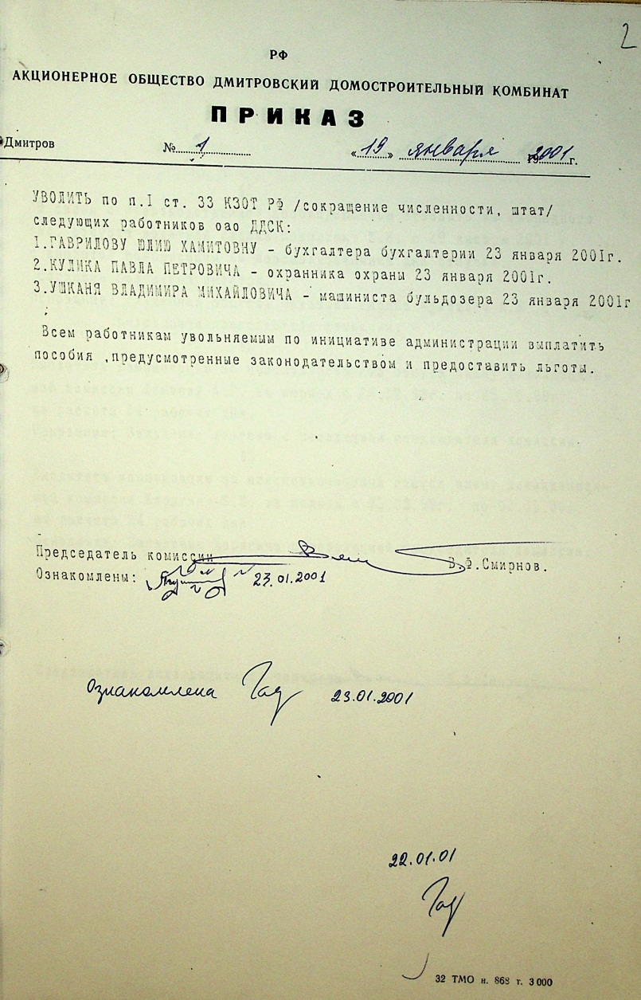 2
РФ
АКЦИОНЕРНОЕ ОБЩЕСТВО ДМИТРОВСКИЙ ДОМОСТРОИТЕЛЬНЫЙ КОМБИНАТ
ПРИКАЗ
Дмитров № 1 «19» января 2001 г.
УВОЛИТЬ по п.I ст. 33 КЗОТ РФ /сокращение численности, штат/
следующих работников оао ДДСК:
1.ГАВРИЛОВУ ЮЛИЮ ХАМИТОВНУ - бухгалтера бухгалтерии 23 января 2001г.
2.КУЛИКА ПАВЛА ПЕТРОВИЧА - охранника охраны 23 января 2001г.
3.УШКАНЯ ВЛАДИМИРА МИХАЙЛОВИЧА - машиниста бульдозера 23 января 2001г
Всем работникам увольняемым по инициативе администрации выплатить
пособия ,предусмотренные законодательством и предоставить льготы.
Председатель комиссии В.Ф.Смирнов.
Ознакомлены: 23.01.2001
Ознакомлена 23.01.2001
22.01.01
32 ТМО н. 868 т. 3 000